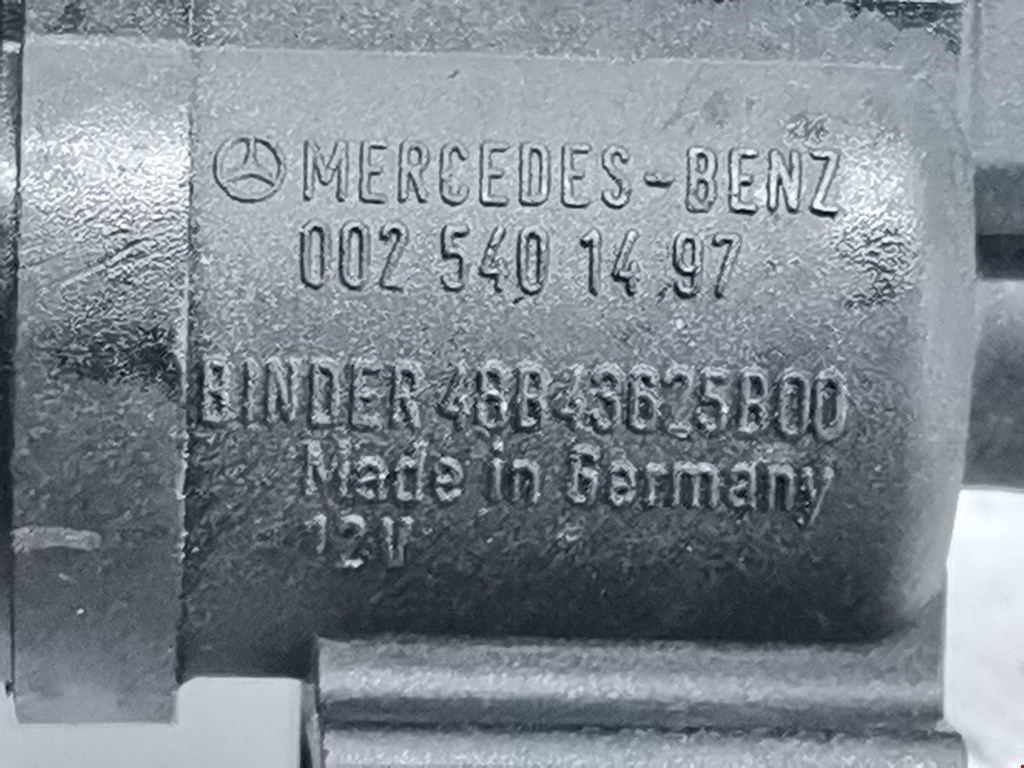 MERCEDES-BENZ
002 540 14 97
BINDER 48B43625B00
Made in Germany
12V